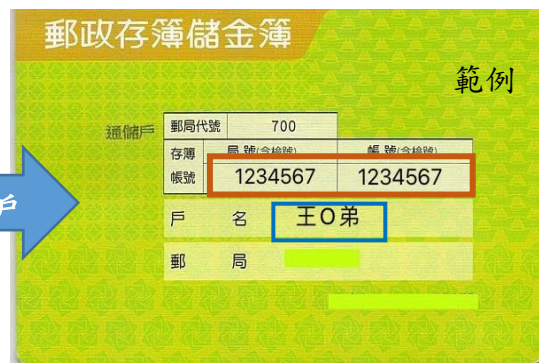 郵政存簿儲金簿
範例
通儲戶
郵局代號 700
存簿帳號
局號(含檢號) 帳號(含檢號)
1234567 1234567
戶名 王O弟
郵局
戶